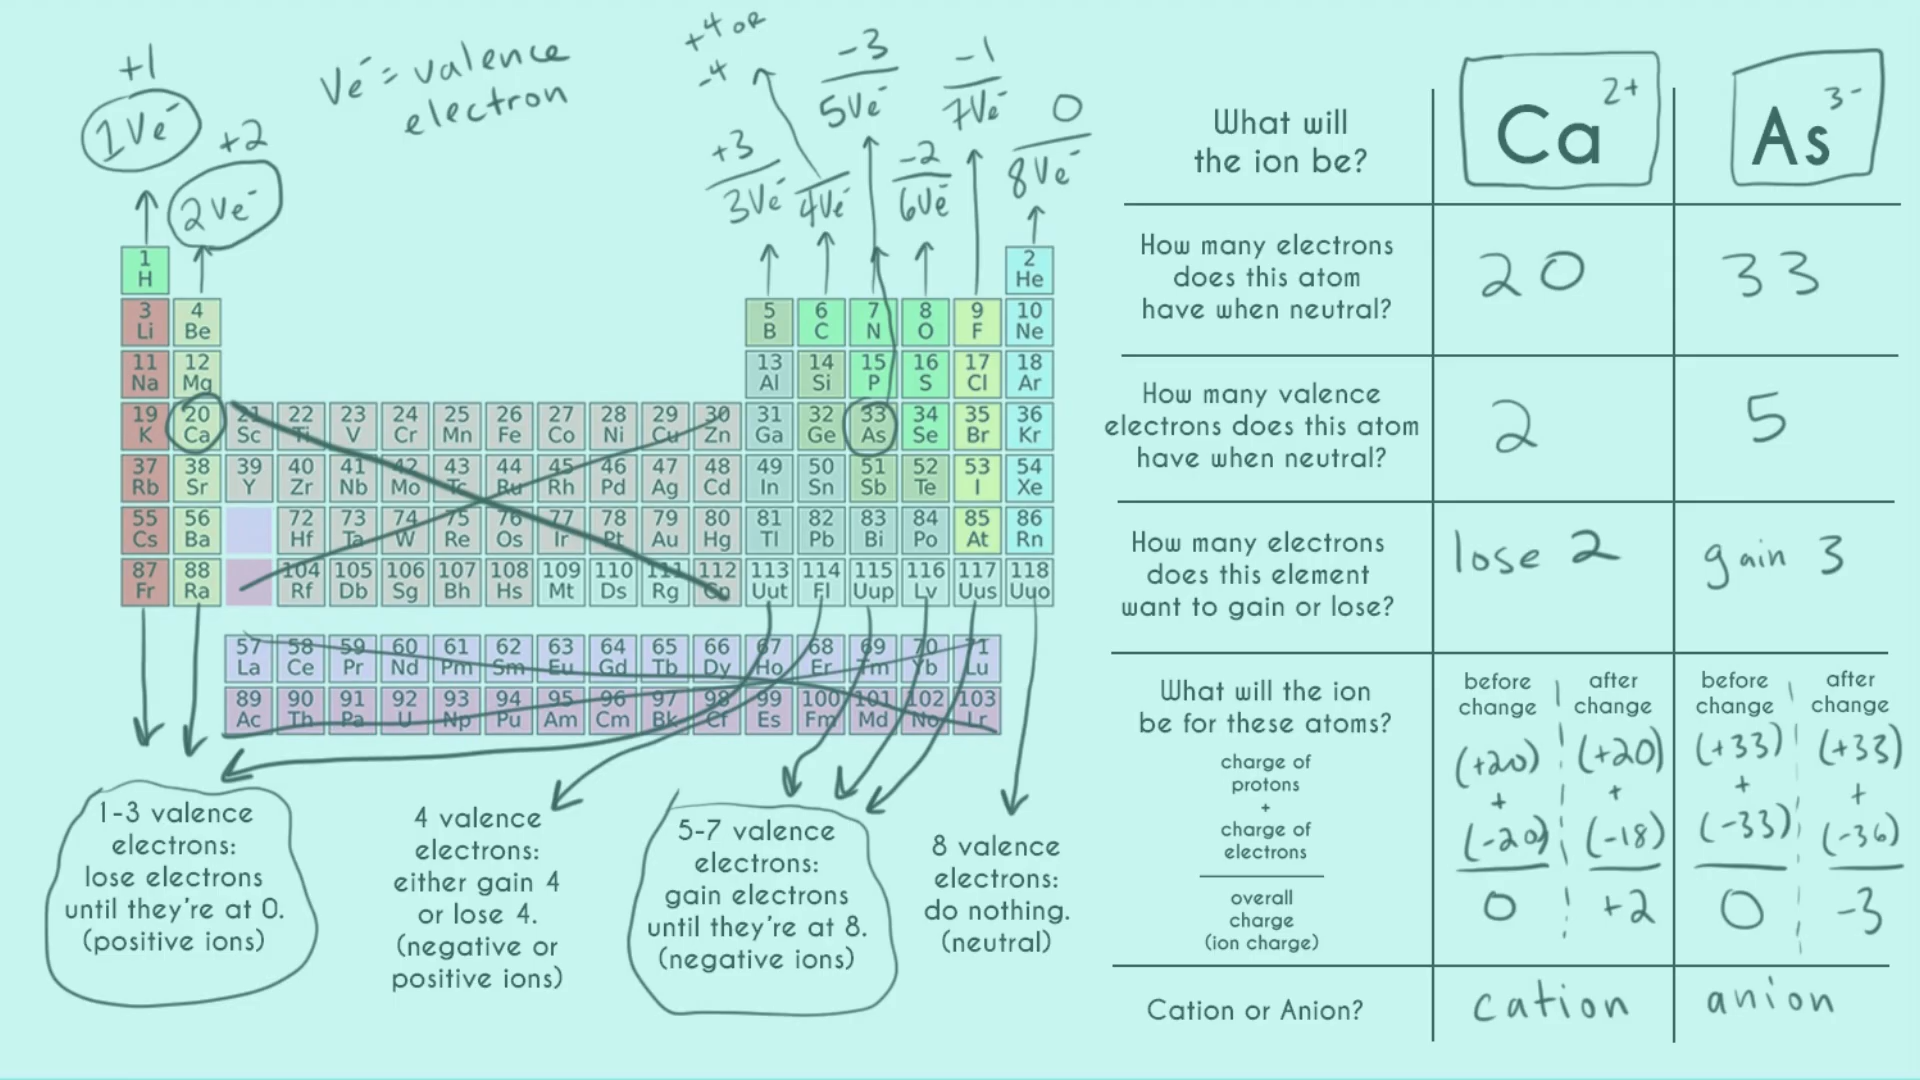 +1
1Ve⁻
+2
2Ve⁻
Ve⁻ = valence
electron
+4 or
-4
+3
3Ve⁻
4Ve⁻
-3
5Ve⁻
-2
6Ve⁻
-1
7Ve⁻
0
8Ve⁻
1 2
H He
3 4 5 6 7 8 9 10
Li Be B C N O F Ne
11 12 13 14 15 16 17 18
Na Mg Al Si P S Cl Ar
19 20 21 22 23 24 25 26 27 28 29 30 31 32 33 34 35 36
K Ca Sc Ti V Cr Mn Fe Co Ni Cu Zn Ga Ge As Se Br Kr
37 38 39 40 41 42 43 44 45 46 47 48 49 50 51 52 53 54
Rb Sr Y Zr Nb Mo Tc Ru Rh Pd Ag Cd In Sn Sb Te I Xe
55 56 72 73 74 75 76 77 78 79 80 81 82 83 84 85 86
Cs Ba Hf Ta W Re Os Ir Pt Au Hg Tl Pb Bi Po At Rn
87 88 104 105 106 107 108 109 110 111 112 113 114 115 116 117 118
Fr Ra Rf Db Sg Bh Hs Mt Ds Rg Cn Uut Fl Uup Lv Uus Uuo
57 58 59 60 61 62 63 64 65 66 67 68 69 70 71
La Ce Pr Nd Pm Sm Eu Gd Tb Dy Ho Er Tm Yb Lu
89 90 91 92 93 94 95 96 97 98 99 100 101 102 103
Ac Th Pa U Np Pu Am Cm Bk Cf Es Fm Md No Lr
1-3 valence
electrons:
lose electrons
until they're at 0.
(positive ions)
4 valence
electrons:
either gain 4
or lose 4.
(negative or
positive ions)
5-7 valence
electrons:
gain electrons
until they're at 8.
(negative ions)
8 valence
electrons:
do nothing.
(neutral)
What will
the ion be?
Ca 2+
As 3-
How many electrons
does this atom
have when neutral?
20
33
How many valence
electrons does this atom
have when neutral?
2
5
How many electrons
does this element
want to gain or lose?
lose 2
gain 3
What will the ion
be for these atoms?
charge of
protons
+
charge of
electrons
overall
charge
(ion charge)
before
change
(+20)
+
(-20)
0
after
change
(+20)
+
(-18)
+2
before
change
(+33)
+
(-33)
0
after
change
(+33)
+
(-36)
-3
Cation or Anion?
cation
anion